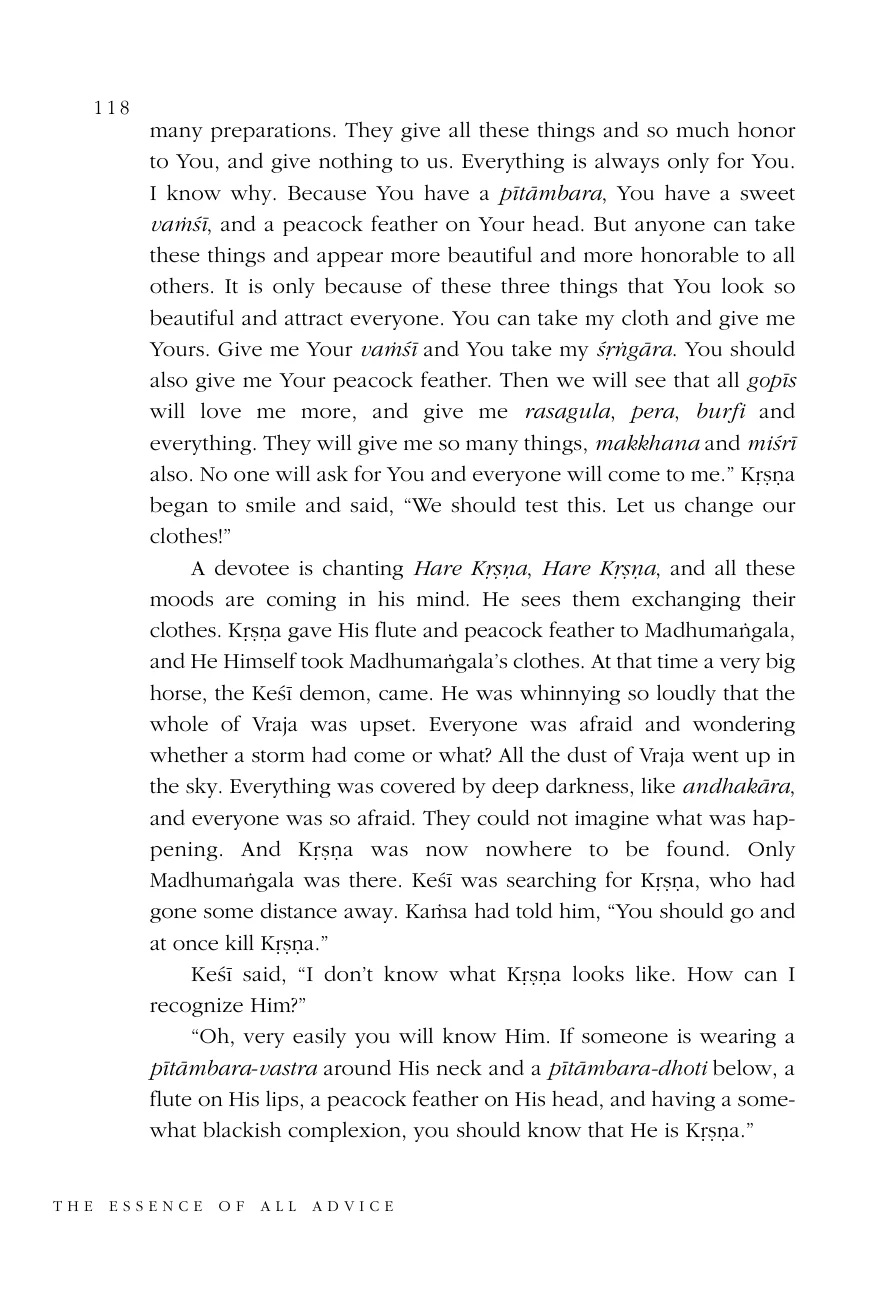 118
many preparations. They give all these things and so much honor
to You, and give nothing to us. Everything is always only for You.
I know why. Because You have a pītāmbara, You have a sweet
vaṁśī, and a peacock feather on Your head. But anyone can take
these things and appear more beautiful and more honorable to all
others. It is only because of these three things that You look so
beautiful and attract everyone. You can take my cloth and give me
Yours. Give me Your vaṁśī and You take my śṛṅgāra. You should
also give me Your peacock feather. Then we will see that all gopīs
will love me more, and give me rasagula, pera, burfi and
everything. They will give me so many things, makkhana and miśrī
also. No one will ask for You and everyone will come to me.” Kṛṣṇa
began to smile and said, “We should test this. Let us change our
clothes!”
A devotee is chanting Hare Kṛṣṇa, Hare Kṛṣṇa, and all these
moods are coming in his mind. He sees them exchanging their
clothes. Kṛṣṇa gave His flute and peacock feather to Madhumaṅgala,
and He Himself took Madhumaṅgala’s clothes. At that time a very big
horse, the Keśī demon, came. He was whinnying so loudly that the
whole of Vraja was upset. Everyone was afraid and wondering
whether a storm had come or what? All the dust of Vraja went up in
the sky. Everything was covered by deep darkness, like andhakāra,
and everyone was so afraid. They could not imagine what was hap-
pening. And Kṛṣṇa was now nowhere to be found. Only
Madhumaṅgala was there. Keśī was searching for Kṛṣṇa, who had
gone some distance away. Kaṁsa had told him, “You should go and
at once kill Kṛṣṇa.”
Keśī said, “I don’t know what Kṛṣṇa looks like. How can I
recognize Him?”
“Oh, very easily you will know Him. If someone is wearing a
pītāmbara-vastra around His neck and a pītāmbara-dhoti below, a
flute on His lips, a peacock feather on His head, and having a some-
what blackish complexion, you should know that He is Kṛṣṇa.”
THE ESSENCE OF ALL ADVICE